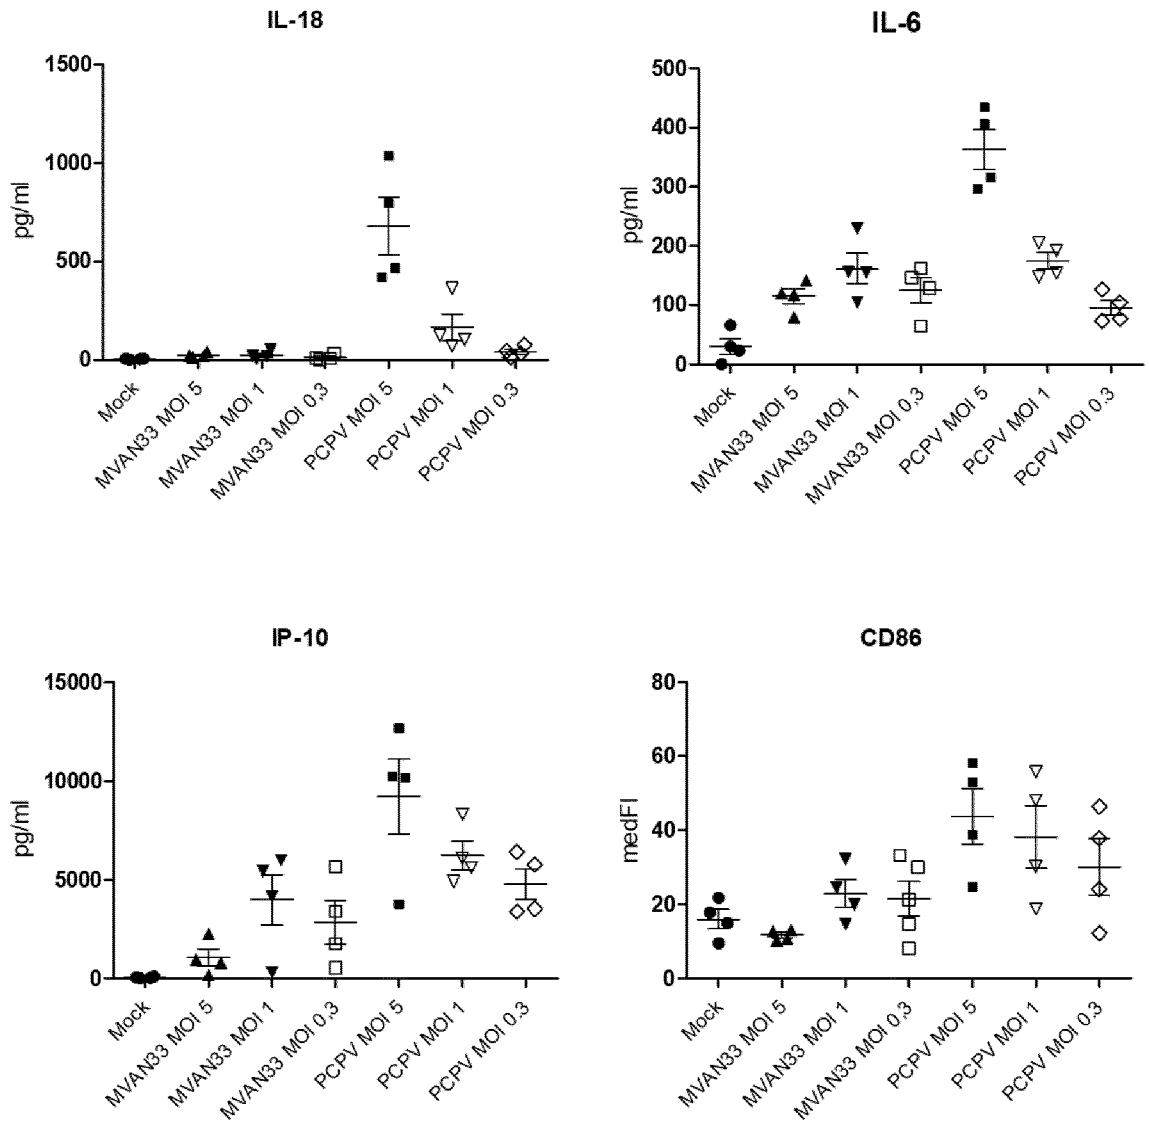 IL-18
1500
1000
500
0
pg/ml
Mock
MVAN33 MOI 5
MVAN33 MOI 1
MVAN33 MOI 0.3
PCPV MOI 5
PCPV MOI 1
PCPV MOI 0.3
IL-6
500
400
300
200
100
0
pg/ml
Mock
MVAN33 MOI 5
MVAN33 MOI 1
MVAN33 MOI 0.3
PCPV MOI 5
PCPV MOI 1
PCPV MOI 0.3
IP-10
15000
10000
5000
0
pg/ml
Mock
MVAN33 MOI 5
MVAN33 MOI 1
MVAN33 MOI 0.3
PCPV MOI 5
PCPV MOI 1
PCPV MOI 0.3
CD86
80
60
40
20
0
medFI
Mock
MVAN33 MOI 5
MVAN33 MOI 1
MVAN33 MOI 0.3
PCPV MOI 5
PCPV MOI 1
PCPV MOI 0.3